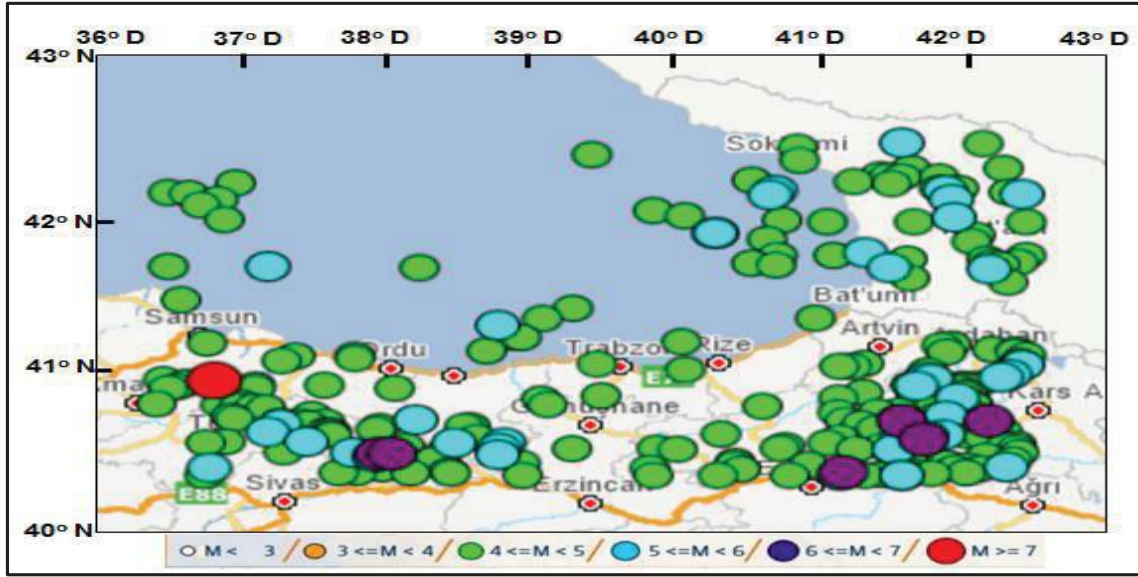 36° D 37° D 38° D 39° D 40° D 41° D 42° D 43° D
43° N
42° N
41° N
40° N
Bat'umi
Samsun
Artvin
Ordu
Trabzon
Rize
Kars A
Sivas
E88
Erzincan
Ağrı
M < 3 3 <=M < 4 4 <=M < 5 5 <=M < 6 6 <=M < 7 M >= 7